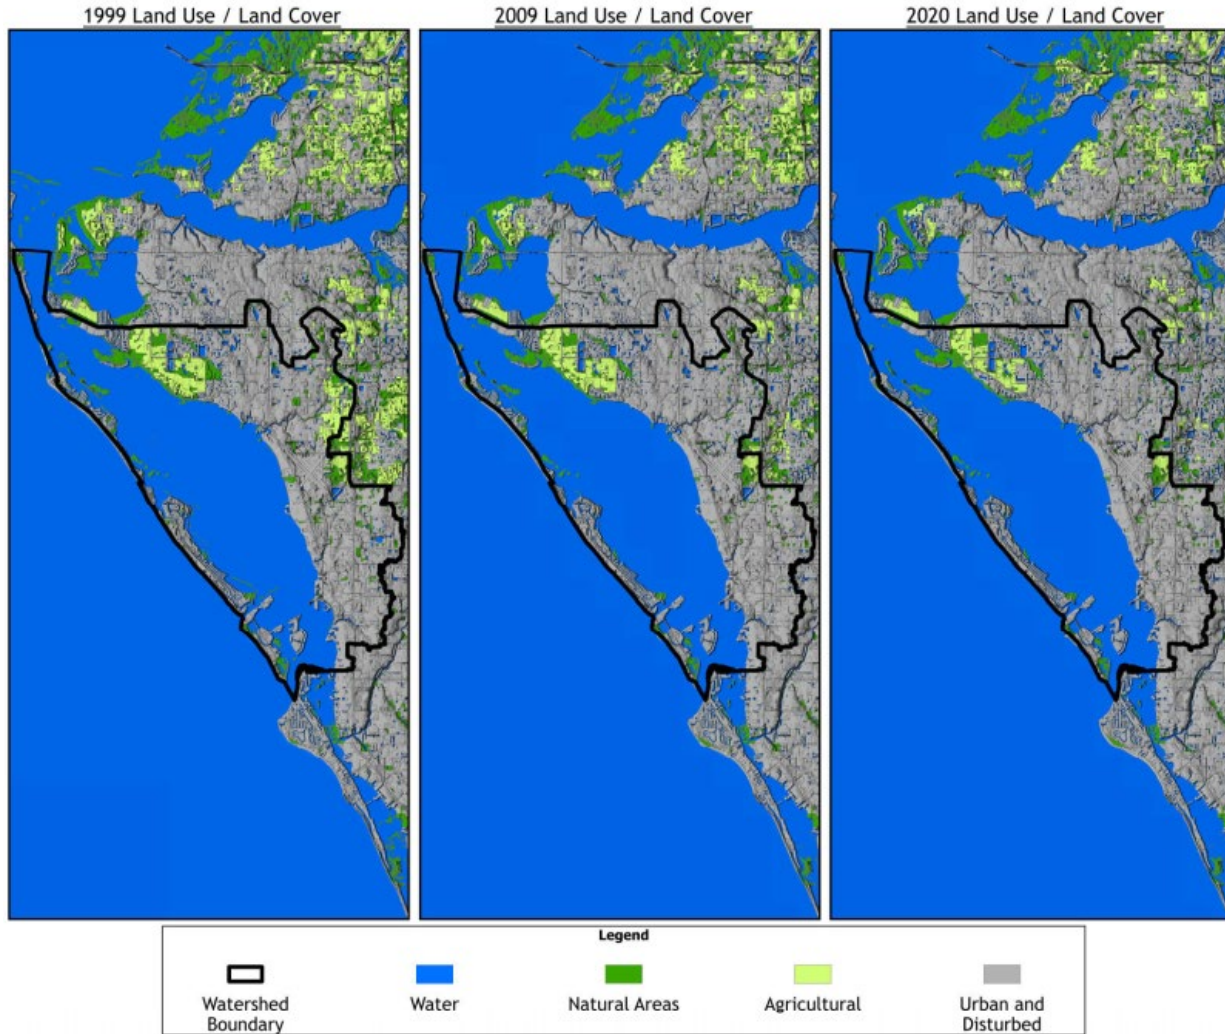 1999 Land Use / Land Cover
2009 Land Use / Land Cover
2020 Land Use / Land Cover
Legend
Watershed
Boundary
Water
Natural Areas
Agricultural
Urban and
Disturbed